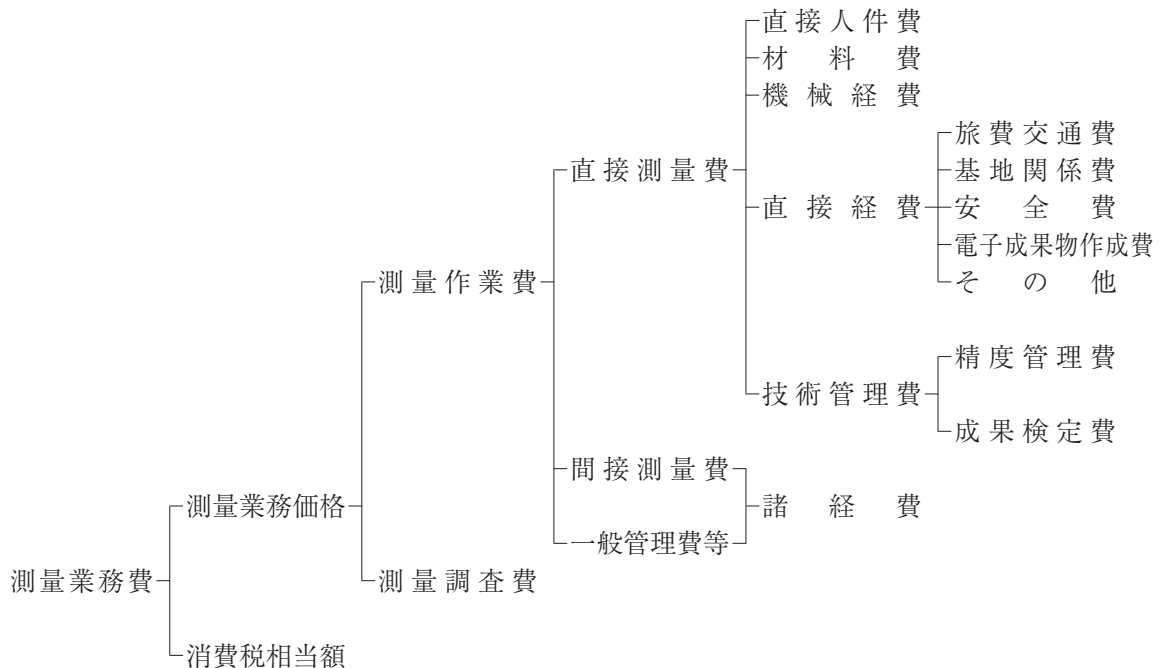 直接人件費
材料費
機械経費
旅費交通費
直接測量費
基地関係費
直接経費
安全費
電子成果物作成費
測量作業費
その他
精度管理費
技術管理費
成果検定費
間接測量費
測量業務価格
諸経費
一般管理費等
測量業務費
測量調査費
消費税相当額